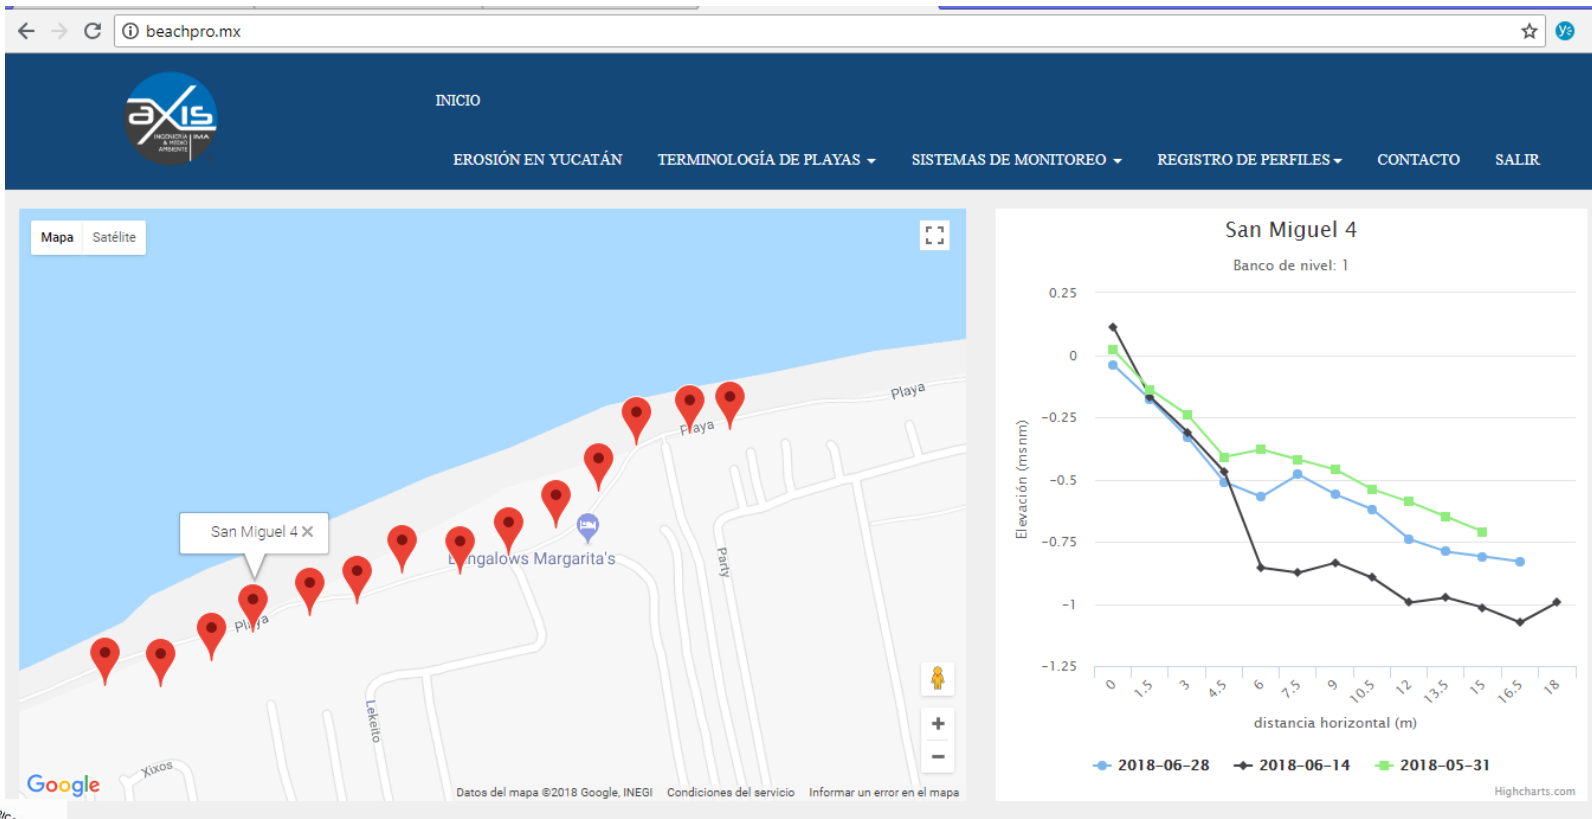 beachpro.mx
axis
INGENIERÍA
& MEDIO
AMBIENTE
IMA
INICIO
EROSIÓN EN YUCATÁN
TERMINOLOGÍA DE PLAYAS
SISTEMAS DE MONITOREO
REGISTRO DE PERFILES
CONTACTO
SALIR
Mapa
Satélite
Playa
Playa
San Miguel 4
Bungalows Margarita's
Party
Playa
Lekeito
Xixos
Google
Datos del mapa ©2018 Google, INEGI
Condiciones del servicio
Informar un error en el mapa
San Miguel 4
Banco de nivel: 1
Elevación (msnm)
0.25
0
-0.25
-0.5
-0.75
-1
-1.25
0 1.5 3 4.5 6 7.5 9 10.5 12 13.5 15 16.5 18
distancia horizontal (m)
2018-06-28 2018-06-14 2018-05-31
Highcharts.com